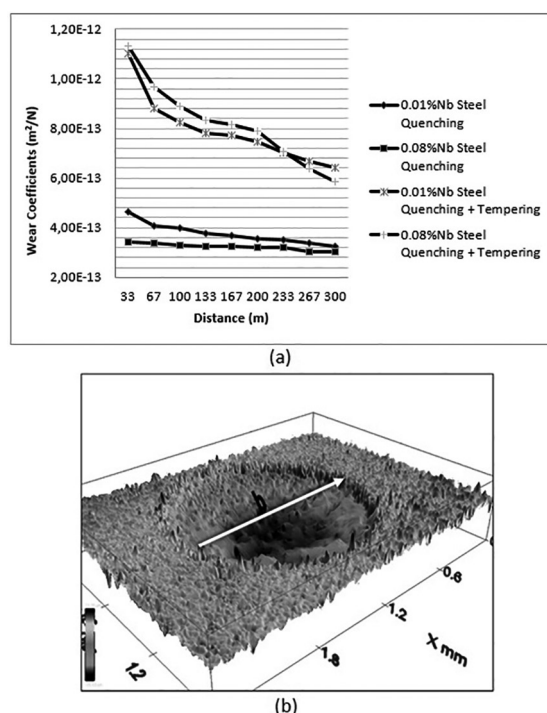 (a)
1,20E-12
1,00E-12
8,00E-13
6,00E-13
4,00E-13
2,00E-13
Wear Coefficients (m²/N)
33 67 100 133 167 200 233 267 300
Distance (m)
0.01%Nb Steel
Quenching
0.08%Nb Steel
Quenching
0.01%Nb Steel
Quenching + Tempering
0.08%Nb Steel
Quenching + Tempering
(a)
0.6
1.2
X mm
1.8
1.2
(b)